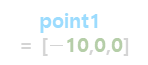 point1
= [−10,0,0]